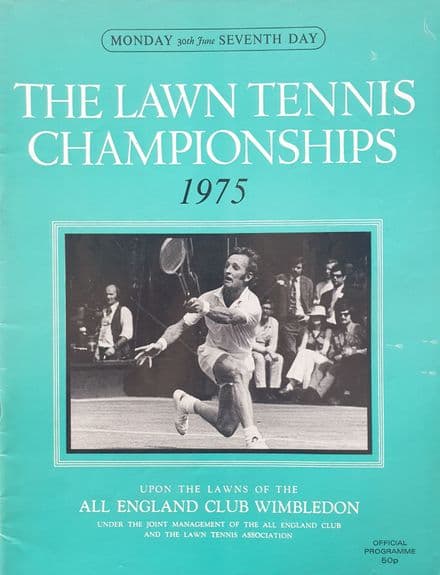 MONDAY 30th June SEVENTH DAY
THE LAWN TENNIS
CHAMPIONSHIPS
1975
UPON THE LAWNS OF THE
ALL ENGLAND CLUB WIMBLEDON
UNDER THE JOINT MANAGEMENT OF THE ALL ENGLAND CLUB
AND THE LAWN TENNIS ASSOCIATION
OFFICIAL
PROGRAMME
50p